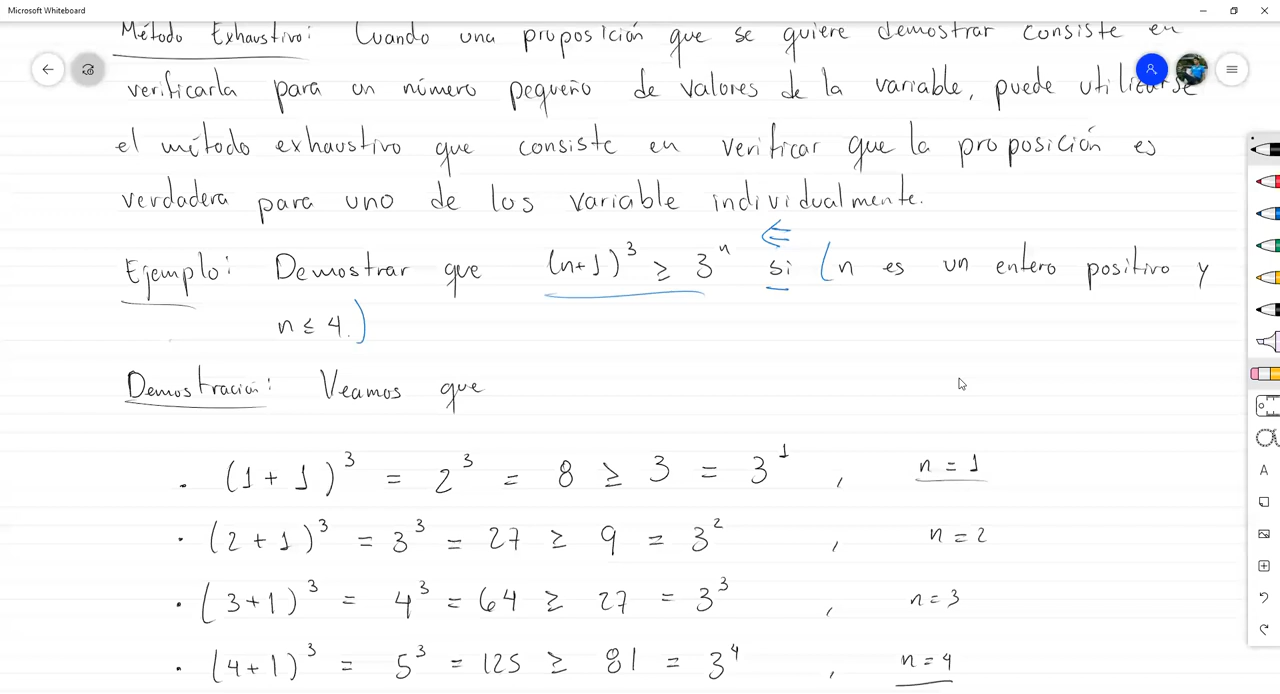 Microsoft Whiteboard
Método Exhaustivo: Cuando una proposición que se quiere demostrar consiste en
verificarla para un número pequeño de valores de la variable, puede utilizarse
el método exhaustivo que consiste en verificar que la proposición es
verdadera para uno de los variable individualmente.
Ejemplo: Demostrar que (n+1)³ ≥ 3ⁿ si (n es un entero positivo y
⇐
n ≤ 4.)
Demostración: Veamos que
· (1+1)³ = 2³ = 8 ≥ 3 = 3¹ , n = 1
· (2+1)³ = 3³ = 27 ≥ 9 = 3² , n = 2
· (3+1)³ = 4³ = 64 ≥ 27 = 3³ , n = 3
· (4+1)³ = 5³ = 125 ≥ 81 = 3⁴ , n = 4